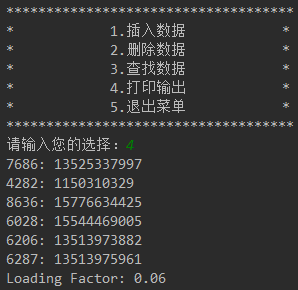 ************************************
* 1.插入数据 *
* 2.删除数据 *
* 3.查找数据 *
* 4.打印输出 *
* 5.退出菜单 *
************************************
请输入您的选择：4
7686: 13525337997
4282: 1150310329
8636: 15776634425
6028: 15544469005
6206: 13513973882
6287: 13513975961
Loading Factor: 0.06